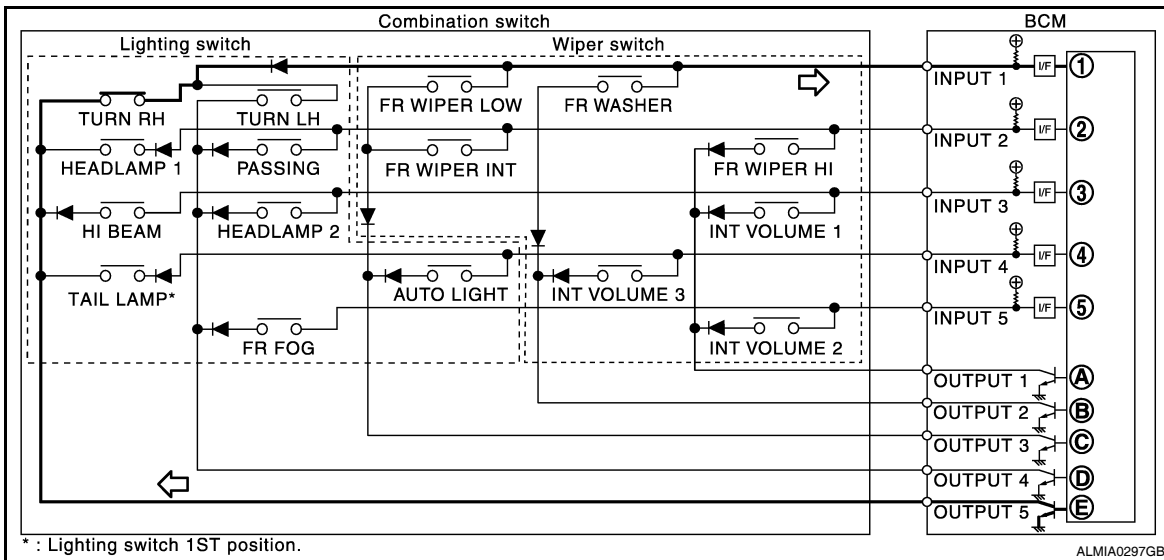 Combination switch
BCM
Lighting switch
Wiper switch
INPUT 1
I/F
1
TURN RH
TURN LH
FR WIPER LOW
FR WASHER
INPUT 2
I/F
2
HEADLAMP 1
PASSING
FR WIPER INT
FR WIPER HI
INPUT 3
I/F
3
HI BEAM
HEADLAMP 2
INT VOLUME 1
INPUT 4
I/F
4
TAIL LAMP*
AUTO LIGHT
INT VOLUME 3
INPUT 5
I/F
5
FR FOG
INT VOLUME 2
OUTPUT 1
A
OUTPUT 2
B
OUTPUT 3
C
OUTPUT 4
D
OUTPUT 5
E
* : Lighting switch 1ST position.
ALMIA0297GB